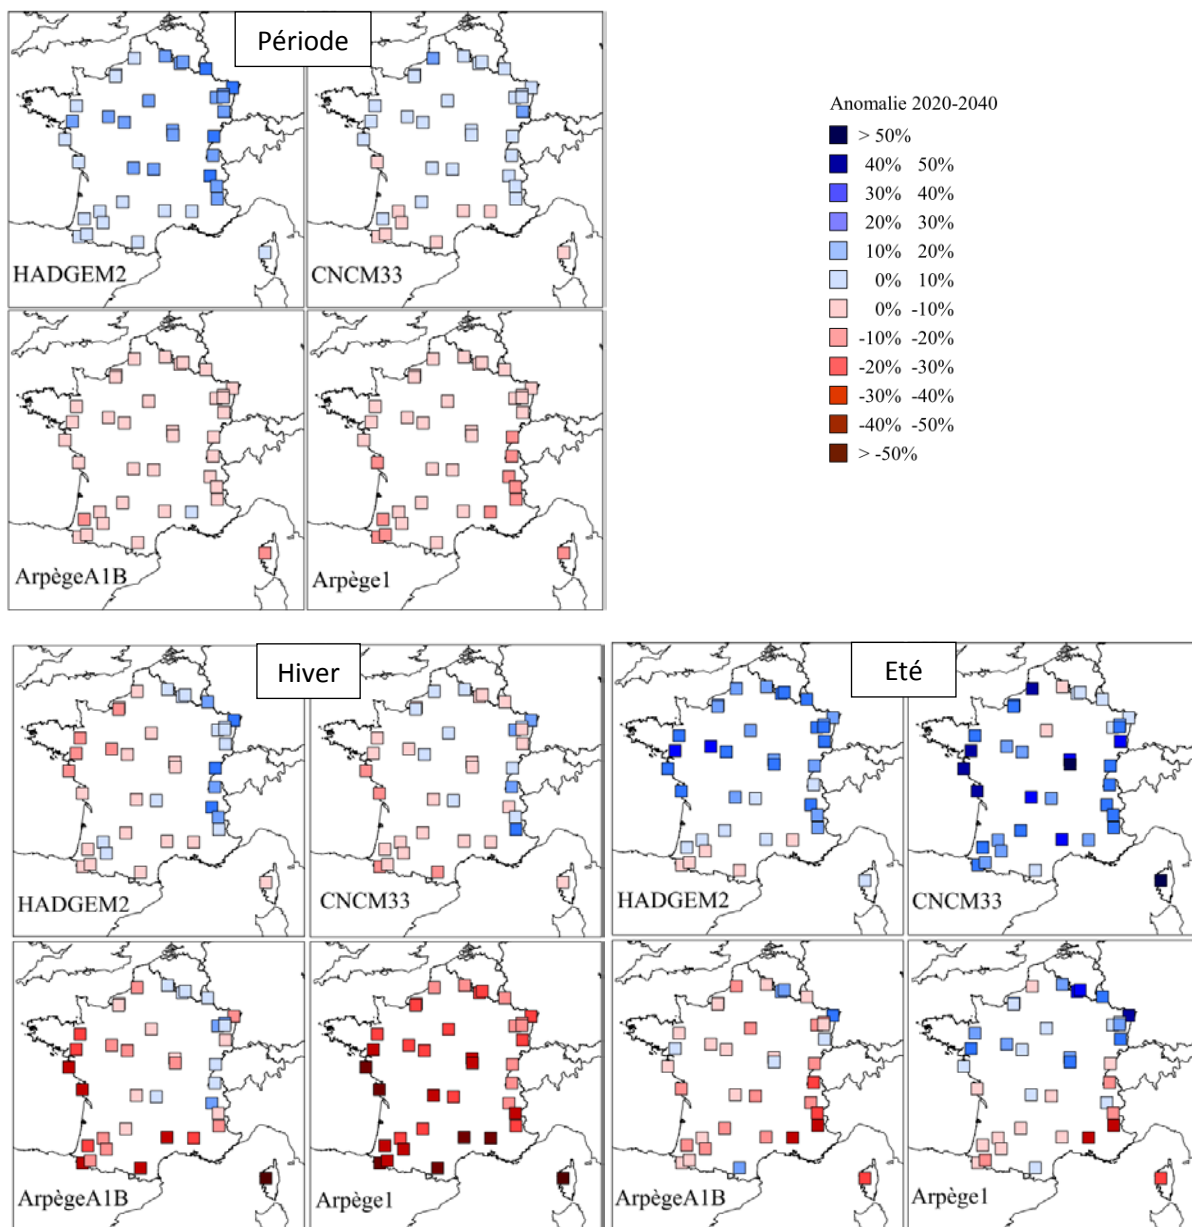 Période
HADGEM2
CNCM33
ArpègeA1B
Arpège1
Anomalie 2020-2040
> 50%
40% 50%
30% 40%
20% 30%
10% 20%
0% 10%
0% -10%
-10% -20%
-20% -30%
-30% -40%
-40% -50%
> -50%
Hiver
HADGEM2
CNCM33
ArpègeA1B
Arpège1
Eté
HADGEM2
CNCM33
ArpègeA1B
Arpège1